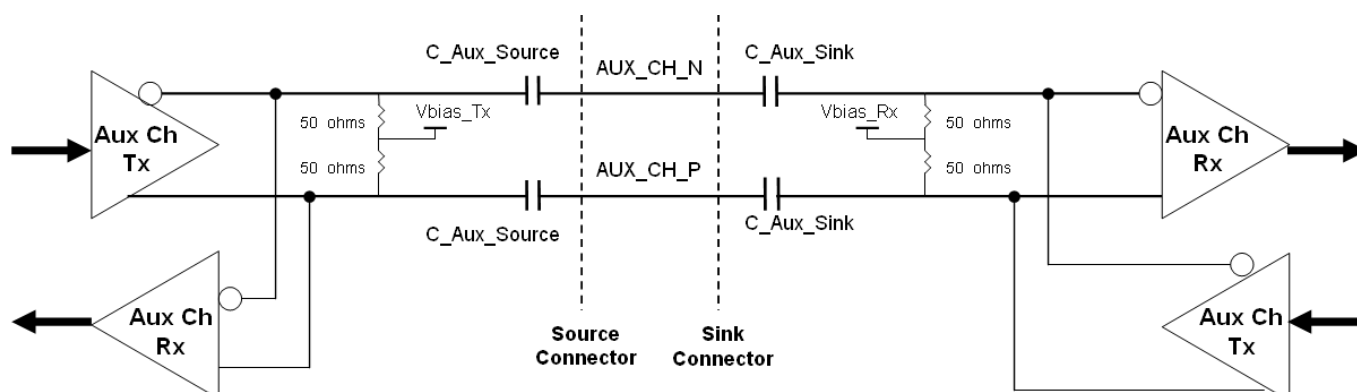 C_Aux_Source
C_Aux_Sink
AUX_CH_N
Vbias_Tx
Vbias_Rx
50 ohms
50 ohms
Aux Ch
Tx
Aux Ch
Rx
50 ohms
50 ohms
AUX_CH_P
C_Aux_Source
C_Aux_Sink
Aux Ch
Rx
Source
Connector
Sink
Connector
Aux Ch
Tx